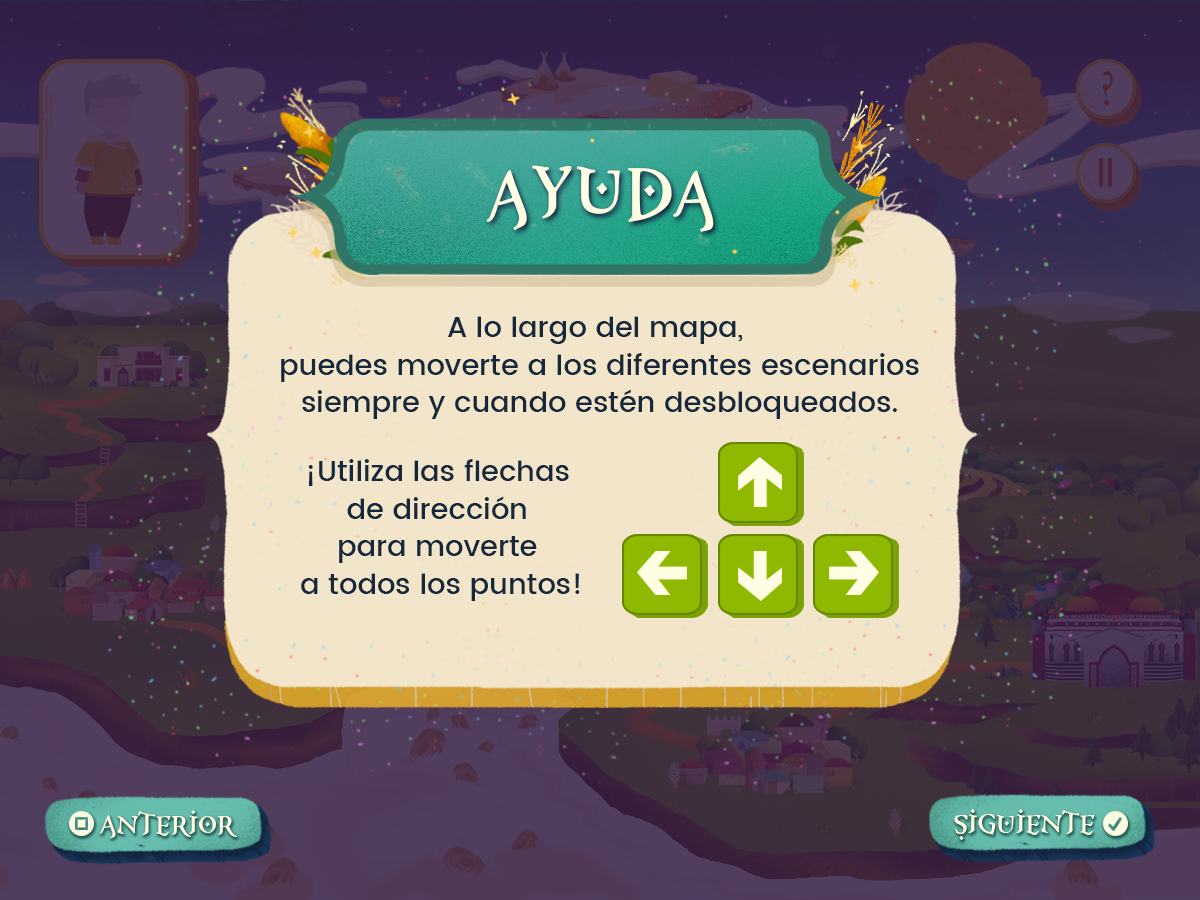 AYUDA
A lo largo del mapa,
puedes moverte a los diferentes escenarios
siempre y cuando estén desbloqueados.
¡Utiliza las flechas
de dirección
para moverte
a todos los puntos!
ANTERIOR
SIGUIENTE